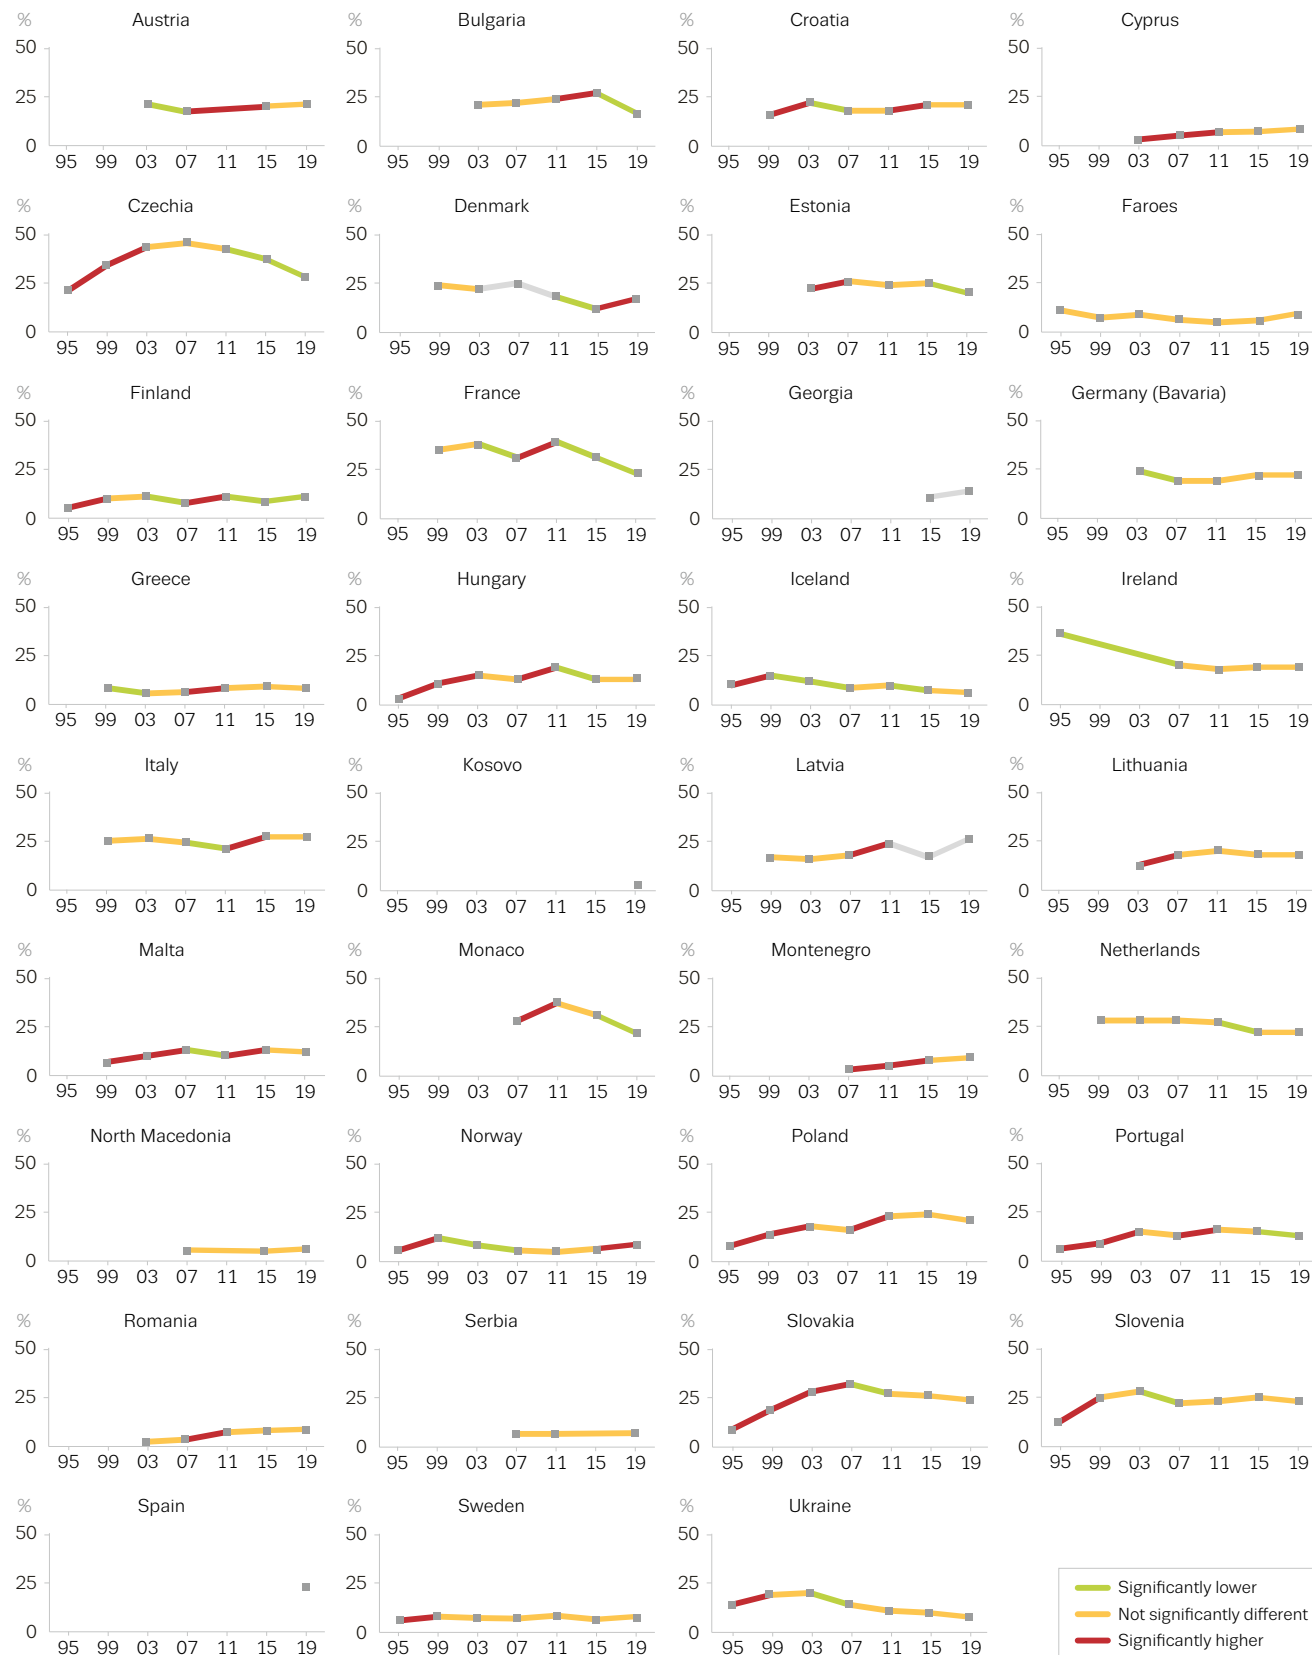 % Austria % Bulgaria % Croatia % Cyprus
50 50 50 50
25 25 25 25
0 0 0 0
95 99 03 07 11 15 19 95 99 03 07 11 15 19 95 99 03 07 11 15 19 95 99 03 07 11 15 19
% Czechia % Denmark % Estonia % Faroes
50 50 50 50
25 25 25 25
0 0 0 0
95 99 03 07 11 15 19 95 99 03 07 11 15 19 95 99 03 07 11 15 19 95 99 03 07 11 15 19
% Finland % France % Georgia % Germany (Bavaria)
50 50 50 50
25 25 25 25
0 0 0 0
95 99 03 07 11 15 19 95 99 03 07 11 15 19 95 99 03 07 11 15 19 95 99 03 07 11 15 19
% Greece % Hungary % Iceland % Ireland
50 50 50 50
25 25 25 25
0 0 0 0
95 99 03 07 11 15 19 95 99 03 07 11 15 19 95 99 03 07 11 15 19 95 99 03 07 11 15 19
% Italy % Kosovo % Latvia % Lithuania
50 50 50 50
25 25 25 25
0 0 0 0
95 99 03 07 11 15 19 95 99 03 07 11 15 19 95 99 03 07 11 15 19 95 99 03 07 11 15 19
% Malta % Monaco % Montenegro % Netherlands
50 50 50 50
25 25 25 25
0 0 0 0
95 99 03 07 11 15 19 95 99 03 07 11 15 19 95 99 03 07 11 15 19 95 99 03 07 11 15 19
% North Macedonia % Norway % Poland % Portugal
50 50 50 50
25 25 25 25
0 0 0 0
95 99 03 07 11 15 19 95 99 03 07 11 15 19 95 99 03 07 11 15 19 95 99 03 07 11 15 19
% Romania % Serbia % Slovakia % Slovenia
50 50 50 50
25 25 25 25
0 0 0 0
95 99 03 07 11 15 19 95 99 03 07 11 15 19 95 99 03 07 11 15 19 95 99 03 07 11 15 19
% Spain % Sweden % Ukraine
50 50 50
25 25 25
0 0 0
95 99 03 07 11 15 19 95 99 03 07 11 15 19 95 99 03 07 11 15 19
Significantly lower
Not significantly different
Significantly higher